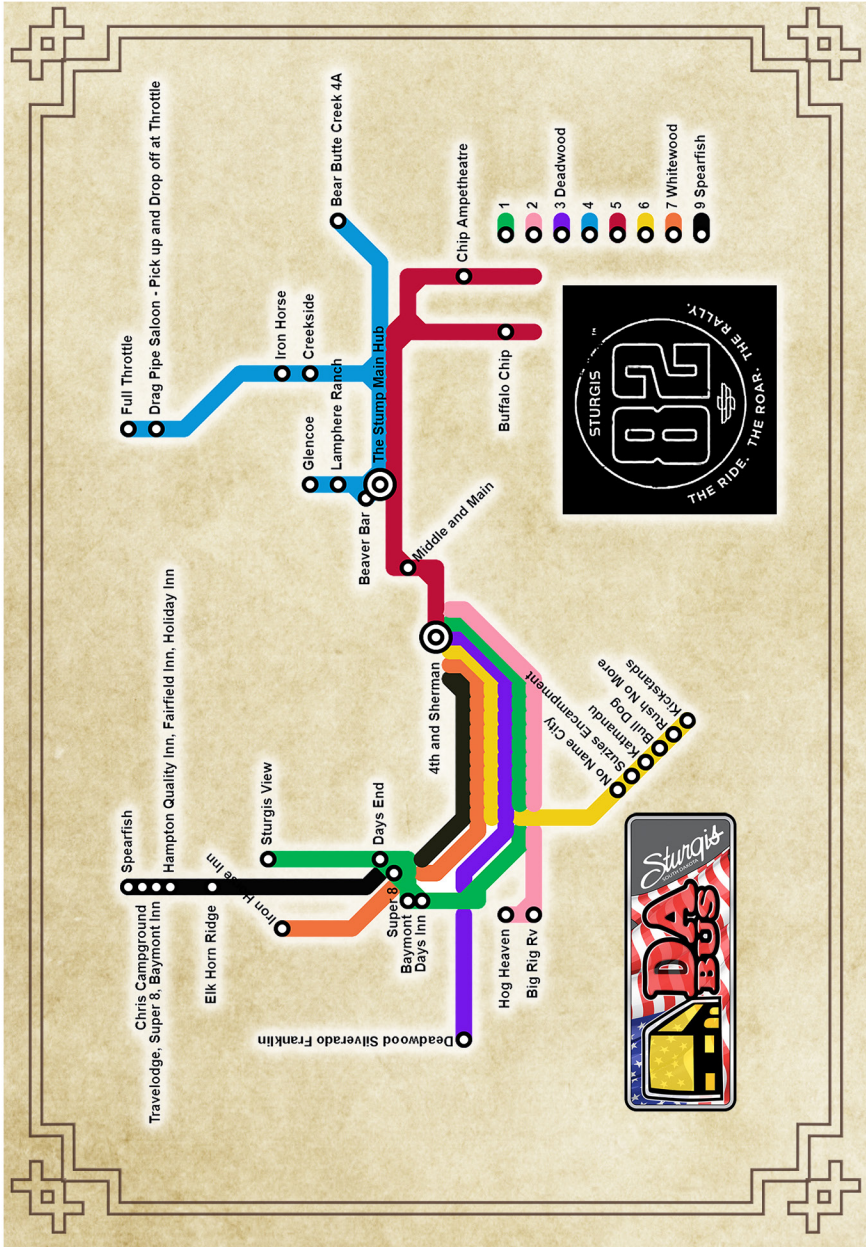 Full Throttle
Drag Pipe Saloon - Pick up and Drop off at Throttle
Iron Horse
Creekside
Bear Butte Creek 4A
Glencoe
Lamphere Ranch
The Stump Main Hub
Beaver Bar
Chip Ampetheatre
Buffalo Chip
Middle and Main
4th and Sherman
1
2
3 Deadwood
4
5
6
7 Whitewood
9 Spearfish
STURGIS
82
THE RIDE. THE ROAR. THE RALLY.
Spearfish
Chris Campground
Travelodge, Super 8, Baymont Inn
Hampton Quality Inn, Fairfield Inn, Holiday Inn
Elk Horn Ridge
Iron Horse Inn
Sturgis View
Days End
Super 8
Baymont
Days Inn
Hog Heaven
Big Rig Rv
Deadwood Silverado Franklin
No Name City
Suzies Encampment
Katmandu
Bull Dog
Rush No More
Kickstands
Sturgis
SOUTH DAKOTA
DA
BUS